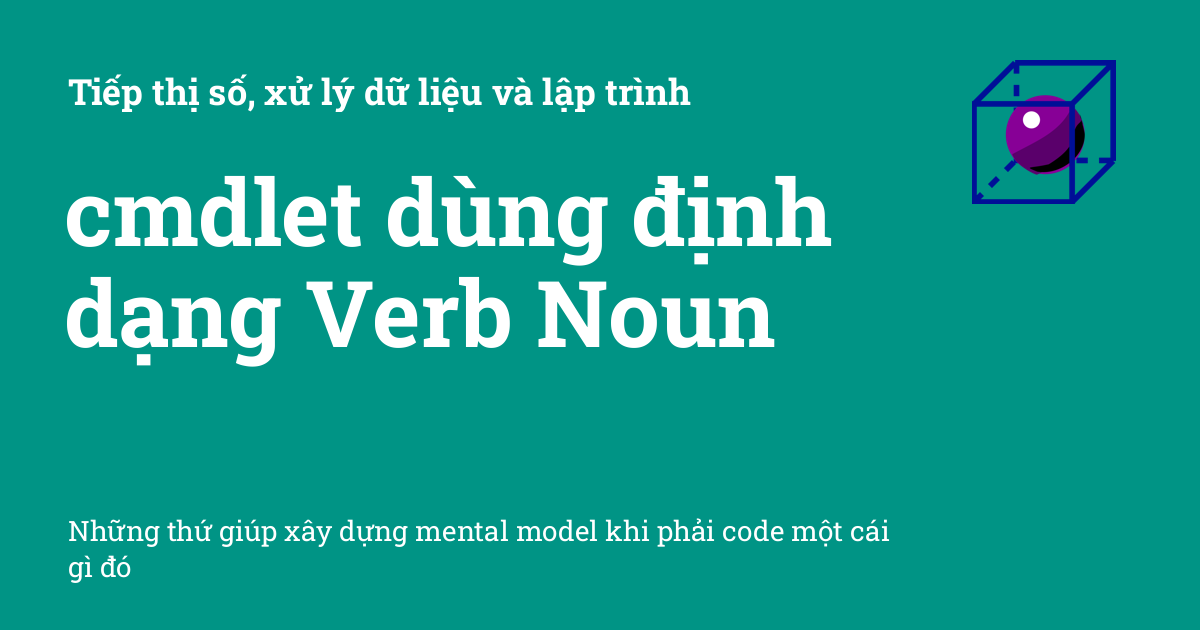 Tiếp thị số, xử lý dữ liệu và lập trình
cmdlet dùng định
dạng Verb Noun
Những thứ giúp xây dựng mental model khi phải code một cái
gì đó